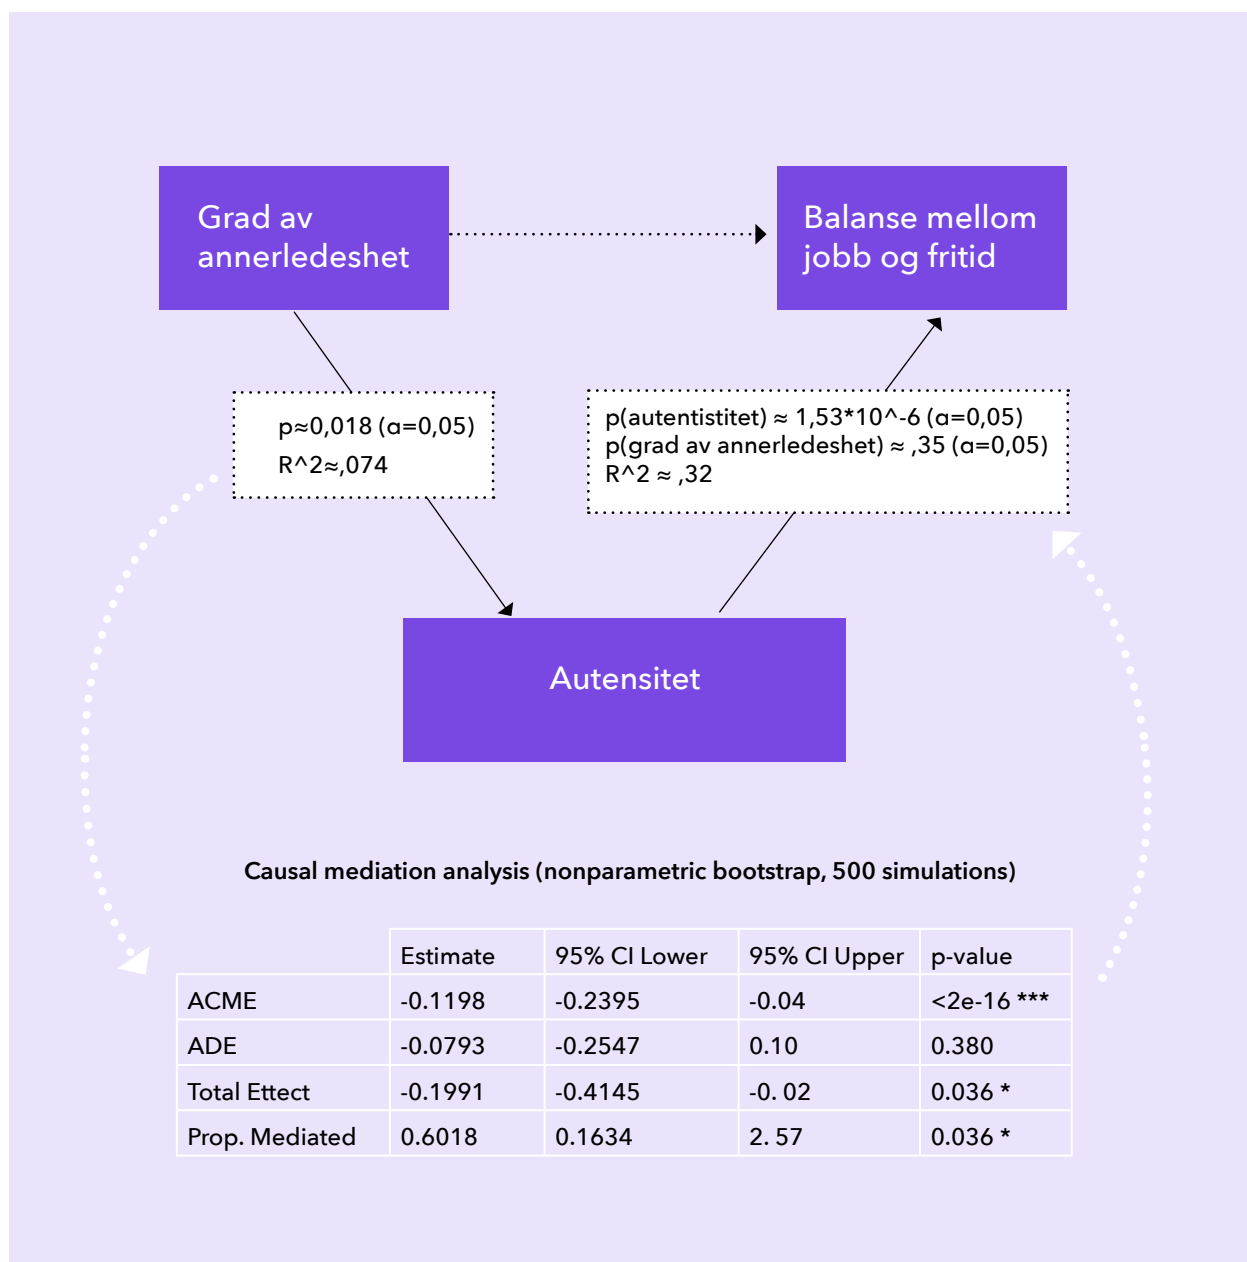 Grad av
annerledeshet
Balanse mellom
jobb og fritid
p≈0,018 (α=0,05)
R^2≈,074
p(autentistitet) ≈ 1,53*10^-6 (α=0,05)
p(grad av annerledeshet) ≈ ,35 (α=0,05)
R^2 ≈ ,32
Autensitet
Causal mediation analysis (nonparametric bootstrap, 500 simulations)
Estimate 95% CI Lower 95% CI Upper p-value
ACME -0.1198 -0.2395 -0.04 <2e-16 ***
ADE -0.0793 -0.2547 0.10 0.380
Total Ettect -0.1991 -0.4145 -0. 02 0.036 *
Prop. Mediated 0.6018 0.1634 2. 57 0.036 *